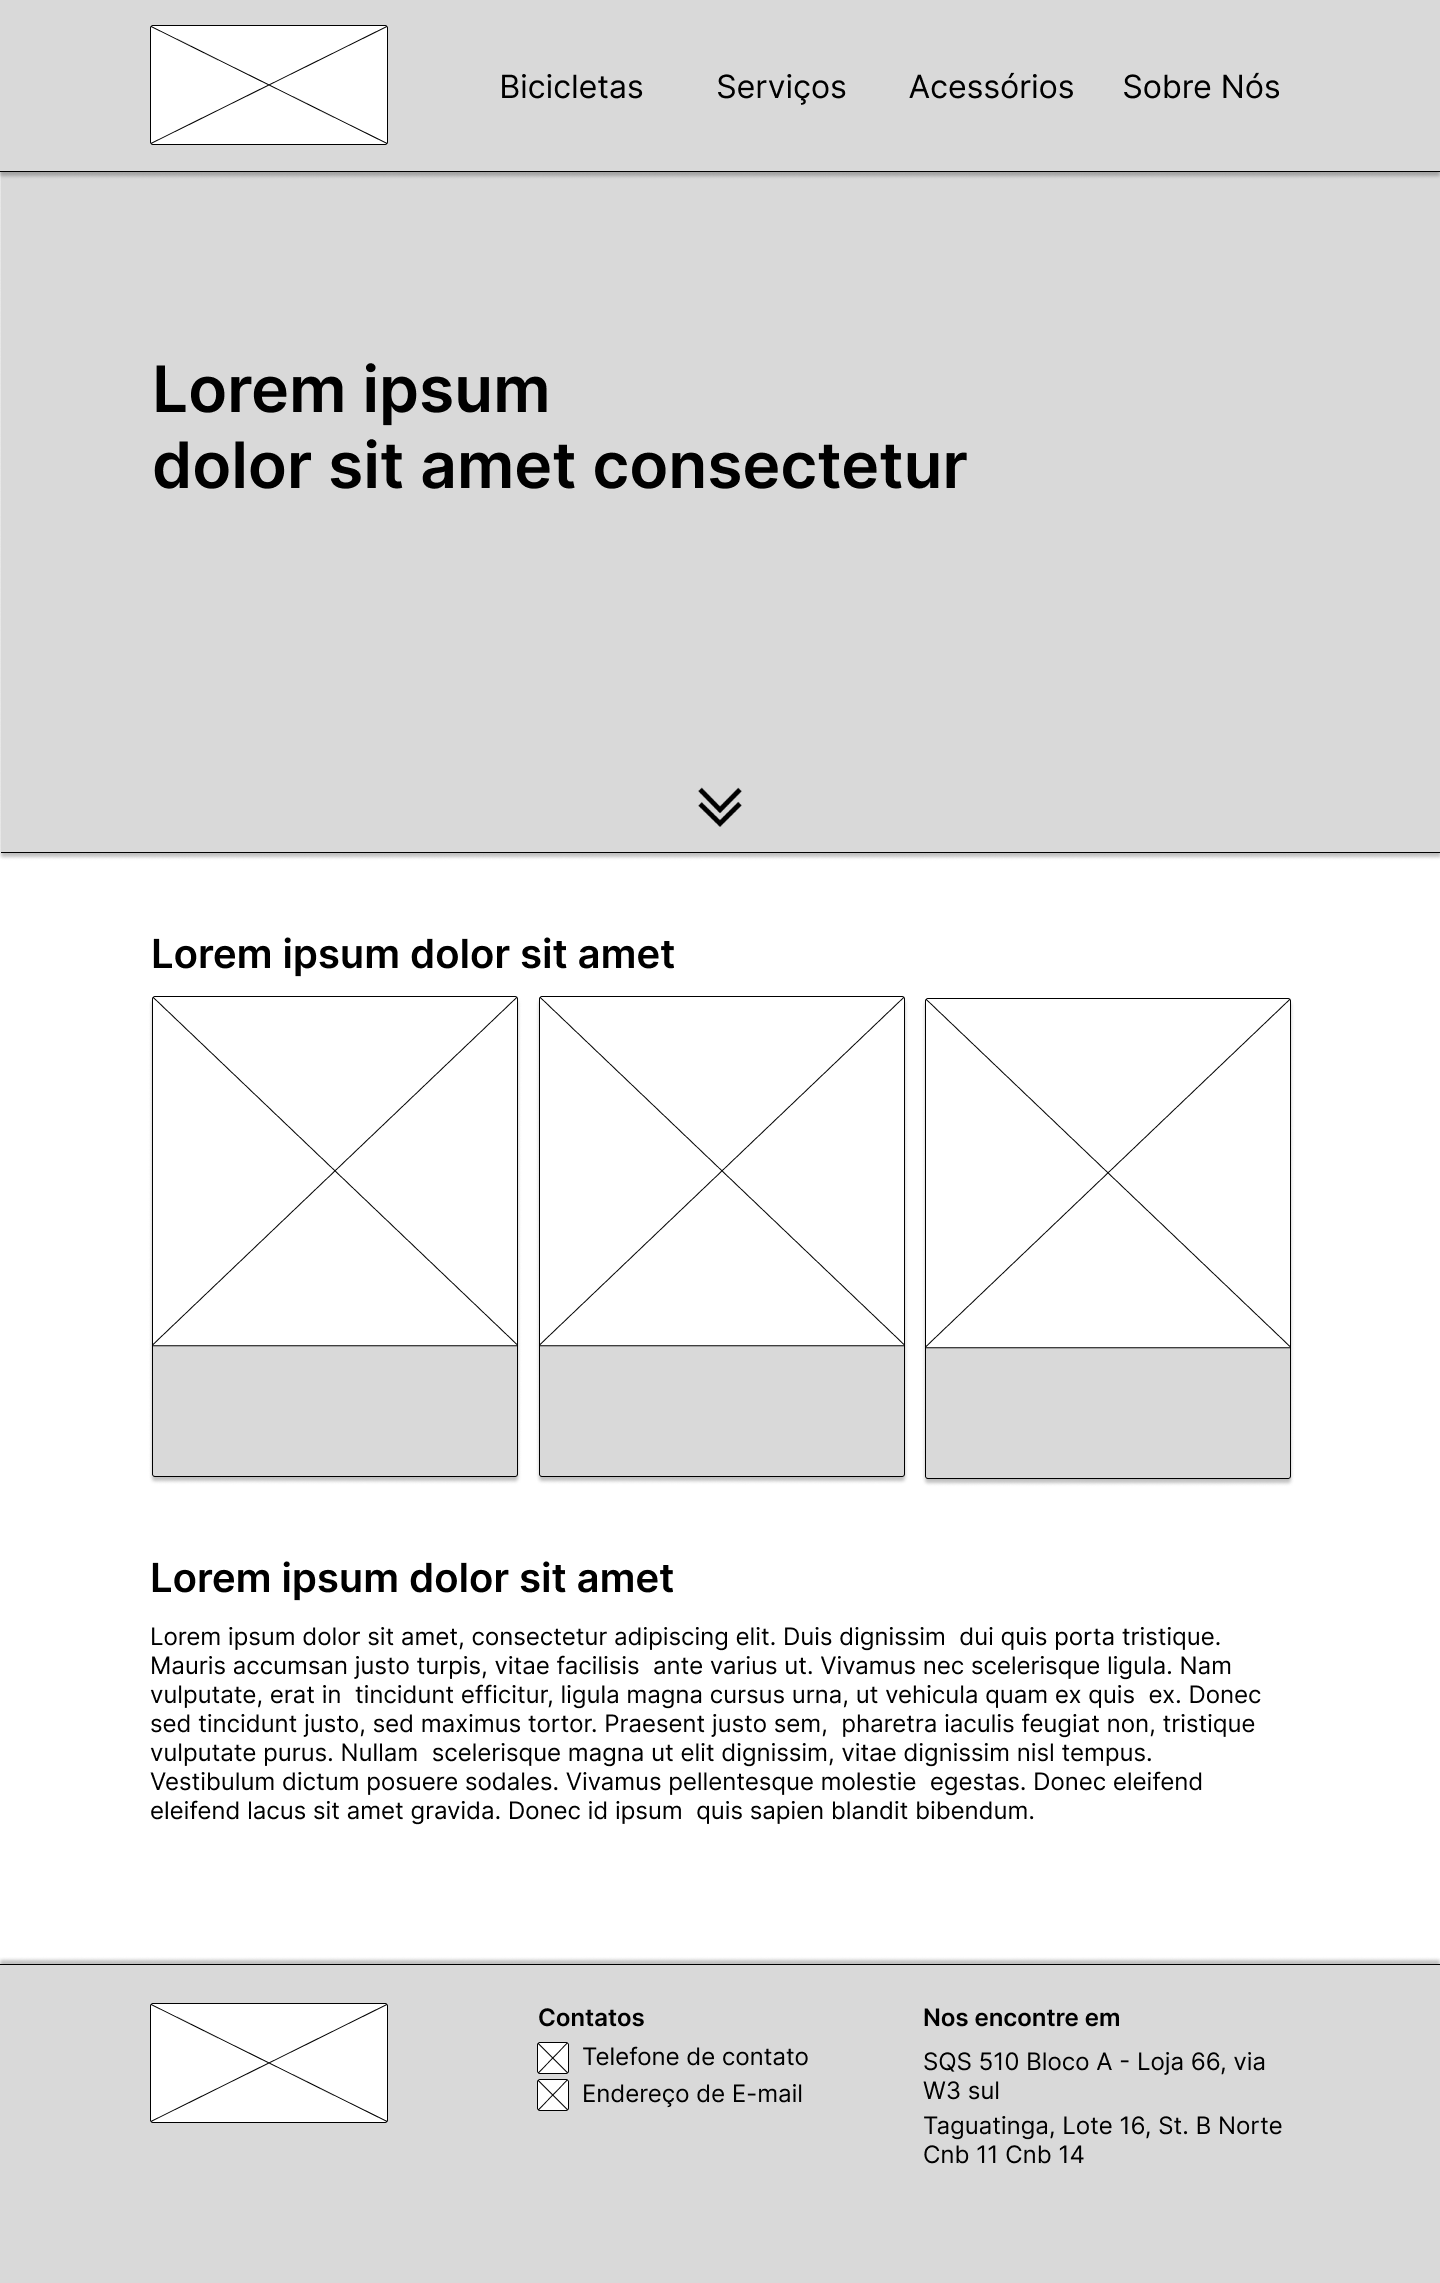 Bicicletas Serviços Acessórios Sobre Nós
Lorem ipsum
dolor sit amet consectetur
Lorem ipsum dolor sit amet
Lorem ipsum dolor sit amet
Lorem ipsum dolor sit amet, consectetur adipiscing elit. Duis dignissim  dui quis porta tristique.
Mauris accumsan justo turpis, vitae facilisis  ante varius ut. Vivamus nec scelerisque ligula. Nam
vulputate, erat in  tincidunt efficitur, ligula magna cursus urna, ut vehicula quam ex quis  ex. Donec
sed tincidunt justo, sed maximus tortor. Praesent justo sem,  pharetra iaculis feugiat non, tristique
vulputate purus. Nullam  scelerisque magna ut elit dignissim, vitae dignissim nisl tempus.
Vestibulum dictum posuere sodales. Vivamus pellentesque molestie  egestas. Donec eleifend
eleifend lacus sit amet gravida. Donec id ipsum  quis sapien blandit bibendum.
Contatos
Telefone de contato
Endereço de E-mail
Nos encontre em
SQS 510 Bloco A - Loja 66, via
W3 sul
Taguatinga, Lote 16, St. B Norte
Cnb 11 Cnb 14